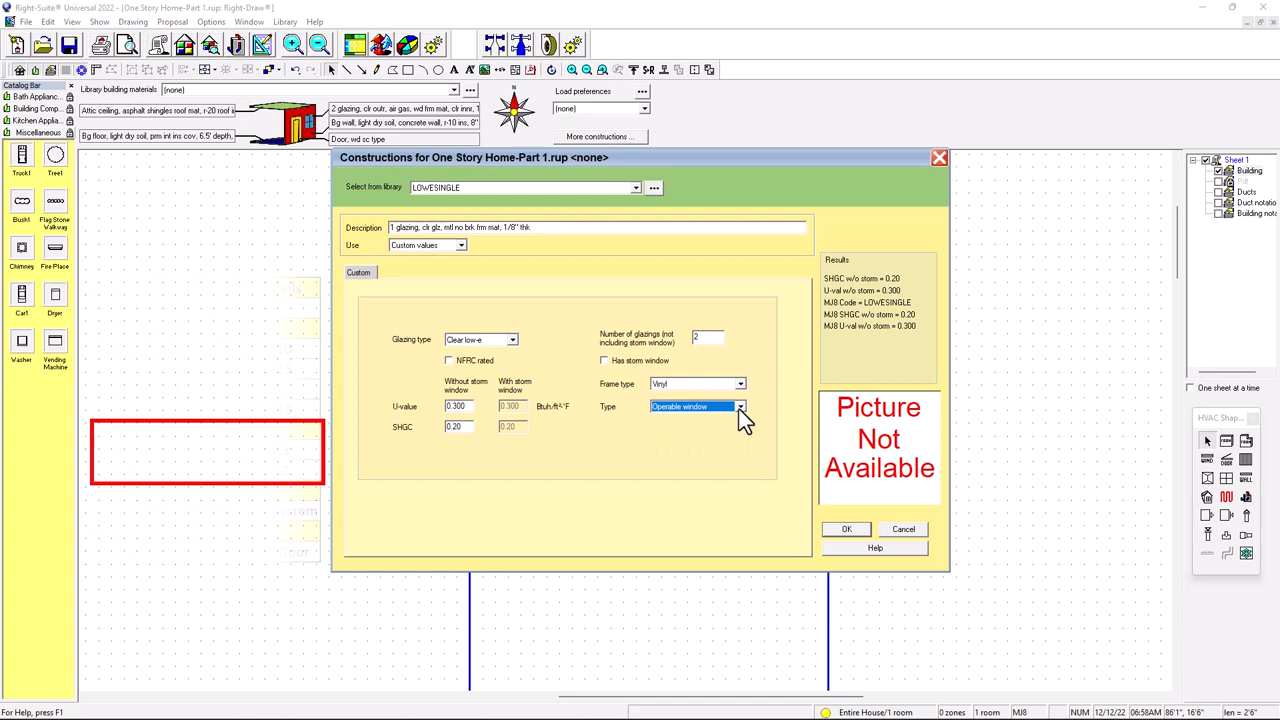 Right-Suite® Universal 2022 - [One Story Home-Part 1.rup: Right-Draw®]
File Edit View Show Drawing Proposal Options Window Library Help
Catalog Bar
Bath Applianc...
Building Comp...
Kitchen Applia...
Miscellaneous
Library building materials
(none)
Load preferences
(none)
More constructions ...
Attic ceiling, asphalt shingles roof mat, r-20 roof i
Bg floor, light dry soil, prm int ins cov, 6.5' depth,
2 glazing, clr outr, air gas, wd frm mat, clr innr, 1
Bg wall, light dry soil, concrete wall, r-10 ins, 8"
Door, wd sc type
N
Truck1
Tree1
Bush1
Flag Stone
Walkway
Chimney
Fire Place
Car1
Dryer
Washer
Vending
Machine
Constructions for One Story Home-Part 1.rup <none>
Select from library
LOWESINGLE
Description
1 glazing, clr glz, mtl no brk frm mat, 1/8" thk
Use
Custom values
Custom
Glazing type
Clear low-e
NFRC rated
Number of glazings (not
including storm window)
2
Has storm window
Without storm
window
With storm
window
Frame type
Vinyl
U-value
0.300
0.300
Btuh/ft²·°F
Type
Operable window
SHGC
0.20
0.20
Results
SHGC w/o storm = 0.20
U-val w/o storm = 0.300
MJ8 Code = LOWESINGLE
MJ8 SHGC w/o storm = 0.20
MJ8 U-val w/o storm = 0.300
Picture
Not
Available
OK
Cancel
Help
Sheet 1
Building
Ducts
Duct notatio
Building nota
One sheet at a time
HVAC Shap...
For Help, press F1
Entire House/1 room
0 zones
1 room
MJ8
NUM
12/12/22
06:58AM
86'1", 16'6"
len = 2'6"